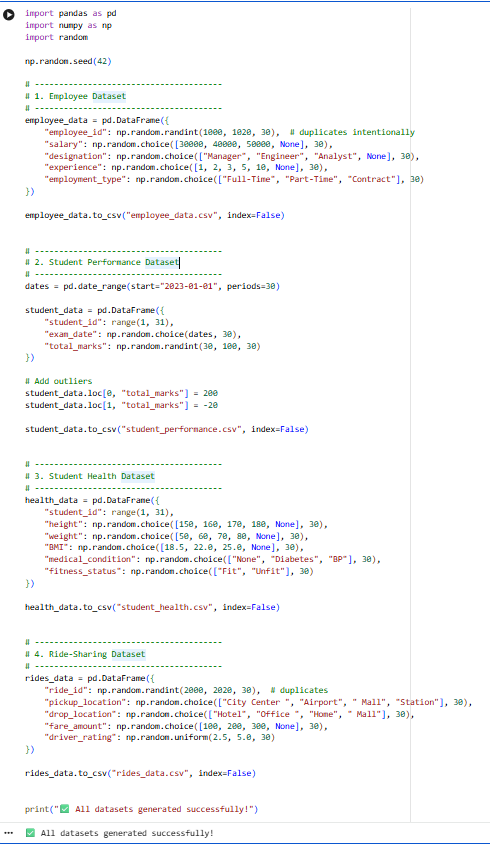 import pandas as pd
import numpy as np
import random

np.random.seed(42)

# ---------------------------------------
# 1. Employee Dataset
# ---------------------------------------
employee_data = pd.DataFrame({
    "employee_id": np.random.randint(1000, 1020, 30),  # duplicates intentionally
    "salary": np.random.choice([30000, 40000, 50000, None], 30),
    "designation": np.random.choice(["Manager", "Engineer", "Analyst", None], 30),
    "experience": np.random.choice([1, 2, 3, 5, 10, None], 30),
    "employment_type": np.random.choice(["Full-Time", "Part-Time", "Contract"], 30)
})

employee_data.to_csv("employee_data.csv", index=False)


# ---------------------------------------
# 2. Student Performance Dataset
# ---------------------------------------
dates = pd.date_range(start="2023-01-01", periods=30)

student_data = pd.DataFrame({
    "student_id": range(1, 31),
    "exam_date": np.random.choice(dates, 30),
    "total_marks": np.random.randint(30, 100, 30)
})

# Add outliers
student_data.loc[0, "total_marks"] = 200
student_data.loc[1, "total_marks"] = -20

student_data.to_csv("student_performance.csv", index=False)


# ---------------------------------------
# 3. Student Health Dataset
# ---------------------------------------
health_data = pd.DataFrame({
    "student_id": range(1, 31),
    "height": np.random.choice([150, 160, 170, 180, None], 30),
    "weight": np.random.choice([50, 60, 70, 80, None], 30),
    "BMI": np.random.choice([18.5, 22.0, 25.0, None], 30),
    "medical_condition": np.random.choice(["None", "Diabetes", "BP"], 30),
    "fitness_status": np.random.choice(["Fit", "Unfit"], 30)
})

health_data.to_csv("student_health.csv", index=False)


# ---------------------------------------
# 4. Ride-Sharing Dataset
# ---------------------------------------
rides_data = pd.DataFrame({
    "ride_id": np.random.randint(2000, 2020, 30),  # duplicates
    "pickup_location": np.random.choice(["City Center ", "Airport", " Mall", "Station"], 30),
    "drop_location": np.random.choice(["Hotel", "Office ", "Home", " Mall"], 30),
    "fare_amount": np.random.choice([100, 200, 300, None], 30),
    "driver_rating": np.random.uniform(2.5, 5.0, 30)
})

rides_data.to_csv("rides_data.csv", index=False)


print("✅ All datasets generated successfully!")
✅ All datasets generated successfully!